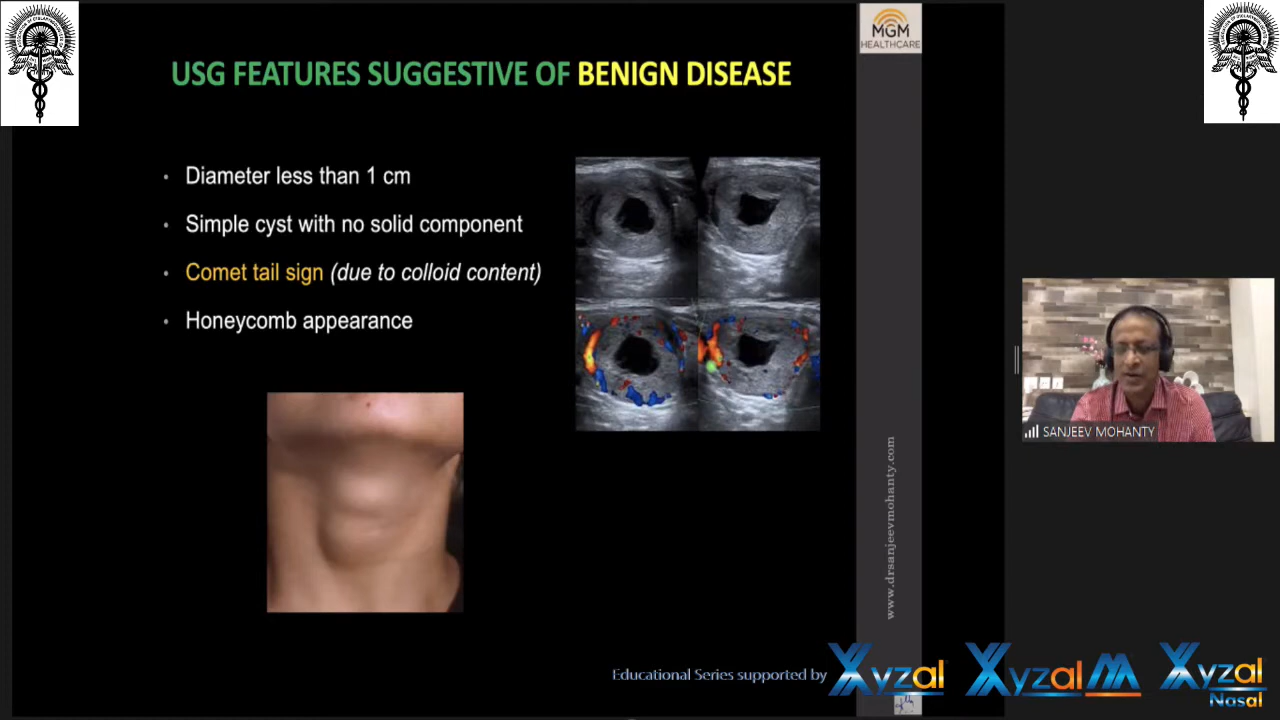 MGM
HEALTHCARE
USG FEATURES SUGGESTIVE OF BENIGN DISEASE
• Diameter less than 1 cm
• Simple cyst with no solid component
• Comet tail sign (due to colloid content)
• Honeycomb appearance
SANJEEV MOHANTY
www.drsanjeevmohanty.com
Educational Series supported by
Xyzal
Xyzal M
Xyzal
Nasal